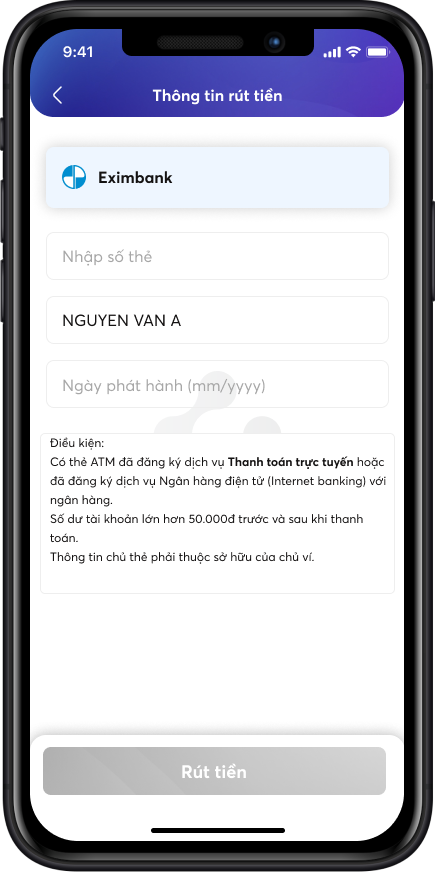 9:41
Thông tin rút tiền
Eximbank
Nhập số thẻ
NGUYEN VAN A
Ngày phát hành (mm/yyyy)
Điều kiện:
Có thẻ ATM đã đăng ký dịch vụ Thanh toán trực tuyến hoặc
đã đăng ký dịch vụ Ngân hàng điện tử (Internet banking) với
ngân hàng.
Số dư tài khoản lớn hơn 50.000đ trước và sau khi thanh
toán.
Thông tin chủ thẻ phải thuộc sở hữu của chủ ví.
Rút tiền